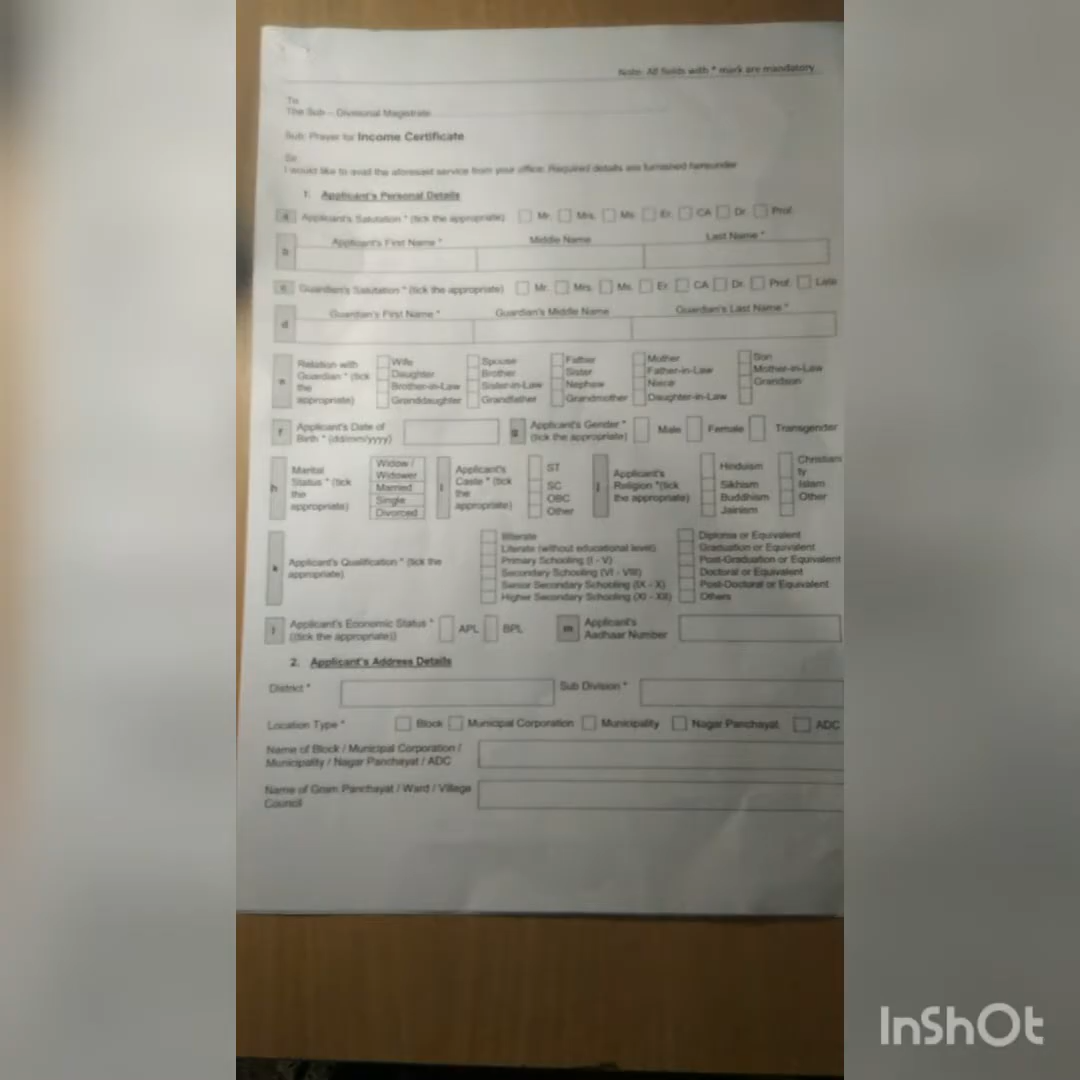 Note: All fields with * mark are mandatory
To
The Sub - Divisional Magistrate
Sub: Prayer for Income Certificate
Sir
I would like to avail the aforesaid service from your office. Required details are furnished hereunder
1. Applicant's Personal Details
a Applicant's Salutation * (tick the appropriate) Mr. Mrs. Ms. Er. CA Dr. Prof.
b Applicant's First Name * Middle Name Last Name *
c Guardian's Salutation * (tick the appropriate) Mr. Mrs. Ms. Er. CA Dr. Prof. Late
d Guardian's First Name * Guardian's Middle Name Guardian's Last Name *
e Relation with Guardian * (tick the appropriate)
Wife Spouse Father Mother Son
Daughter Brother Sister Father-in-Law Mother-in-Law
Brother-in-Law Sister-in-Law Nephew Niece Grandson
Granddaughter Grandfather Grandmother Daughter-in-Law
f Applicant's Date of Birth * (dd/mm/yyyy)
g Applicant's Gender * (tick the appropriate) Male Female Transgender
h Marital Status * (tick the appropriate)
Widow / Widower
Married
Single
Divorced
i Applicant's Caste * (tick the appropriate)
ST
SC
OBC
Other
j Applicant's Religion *(tick the appropriate)
Hinduism Christianity
Sikhism Islam
Buddhism Other
Jainism
k Applicant's Qualification * (tick the appropriate)
Illiterate Diploma or Equivalent
Literate (without educational level) Graduation or Equivalent
Primary Schooling (I - V) Post-Graduation or Equivalent
Secondary Schooling (VI - VIII) Doctoral or Equivalent
Senior Secondary Schooling (IX - X) Post-Doctoral or Equivalent
Higher Secondary Schooling (XI - XII) Others
l Applicant's Economic Status * ((tick the appropriate)) APL BPL
m Applicant's Aadhaar Number
2. Applicant's Address Details
District * Sub Division *
Location Type * Block Municipal Corporation Municipality Nagar Panchayat ADC
Name of Block / Municipal Corporation /
Municipality / Nagar Panchayat / ADC
Name of Gram Panchayat / Ward / Village
Council
InShOt